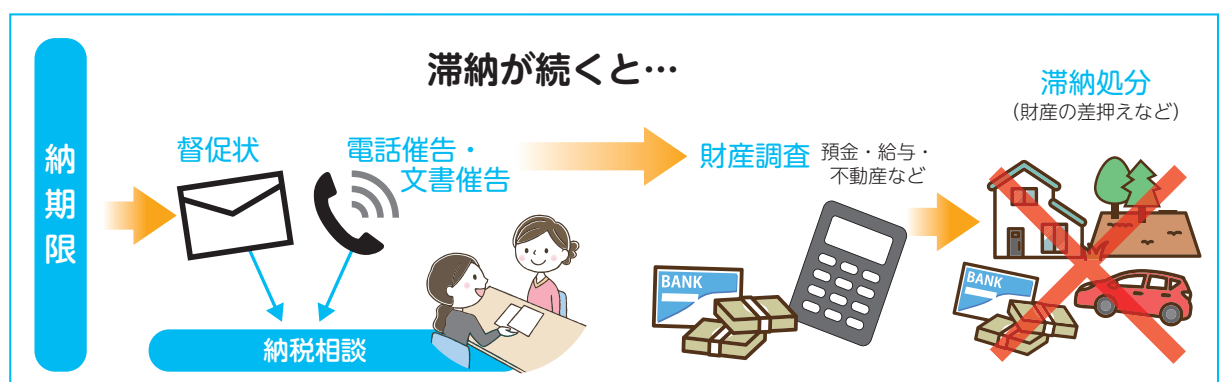 滞納が続くと…
納期限
督促状
電話催告・
文書催告
納税相談
財産調査
預金・給与・
不動産など
BANK
滞納処分
(財産の差押えなど)
BANK